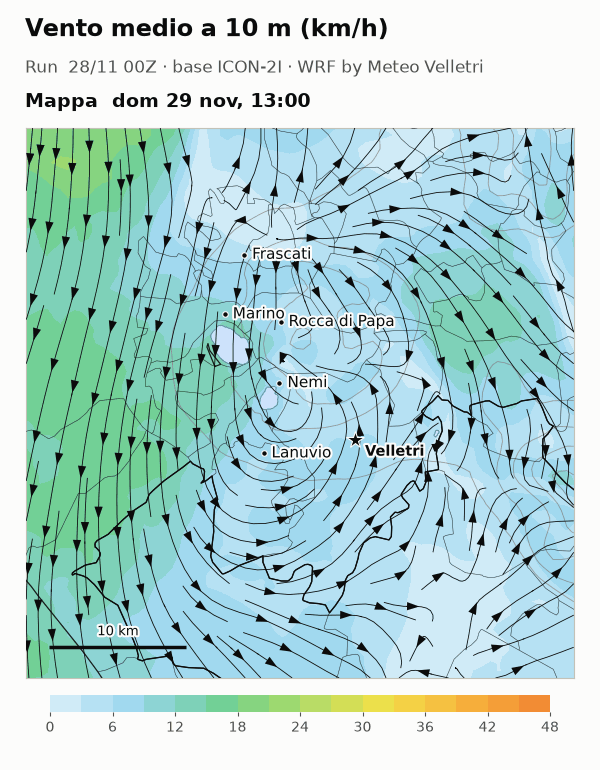 Vento medio a 10 m (km/h)
Run  28/11 00Z · base ICON-2I · WRF by Meteo Velletri
Mappa  dom 29 nov, 13:00
Frascati
Marino
Rocca di Papa
Nemi
Velletri
Lanuvio
10 km
0 6 12 18 24 30 36 42 48